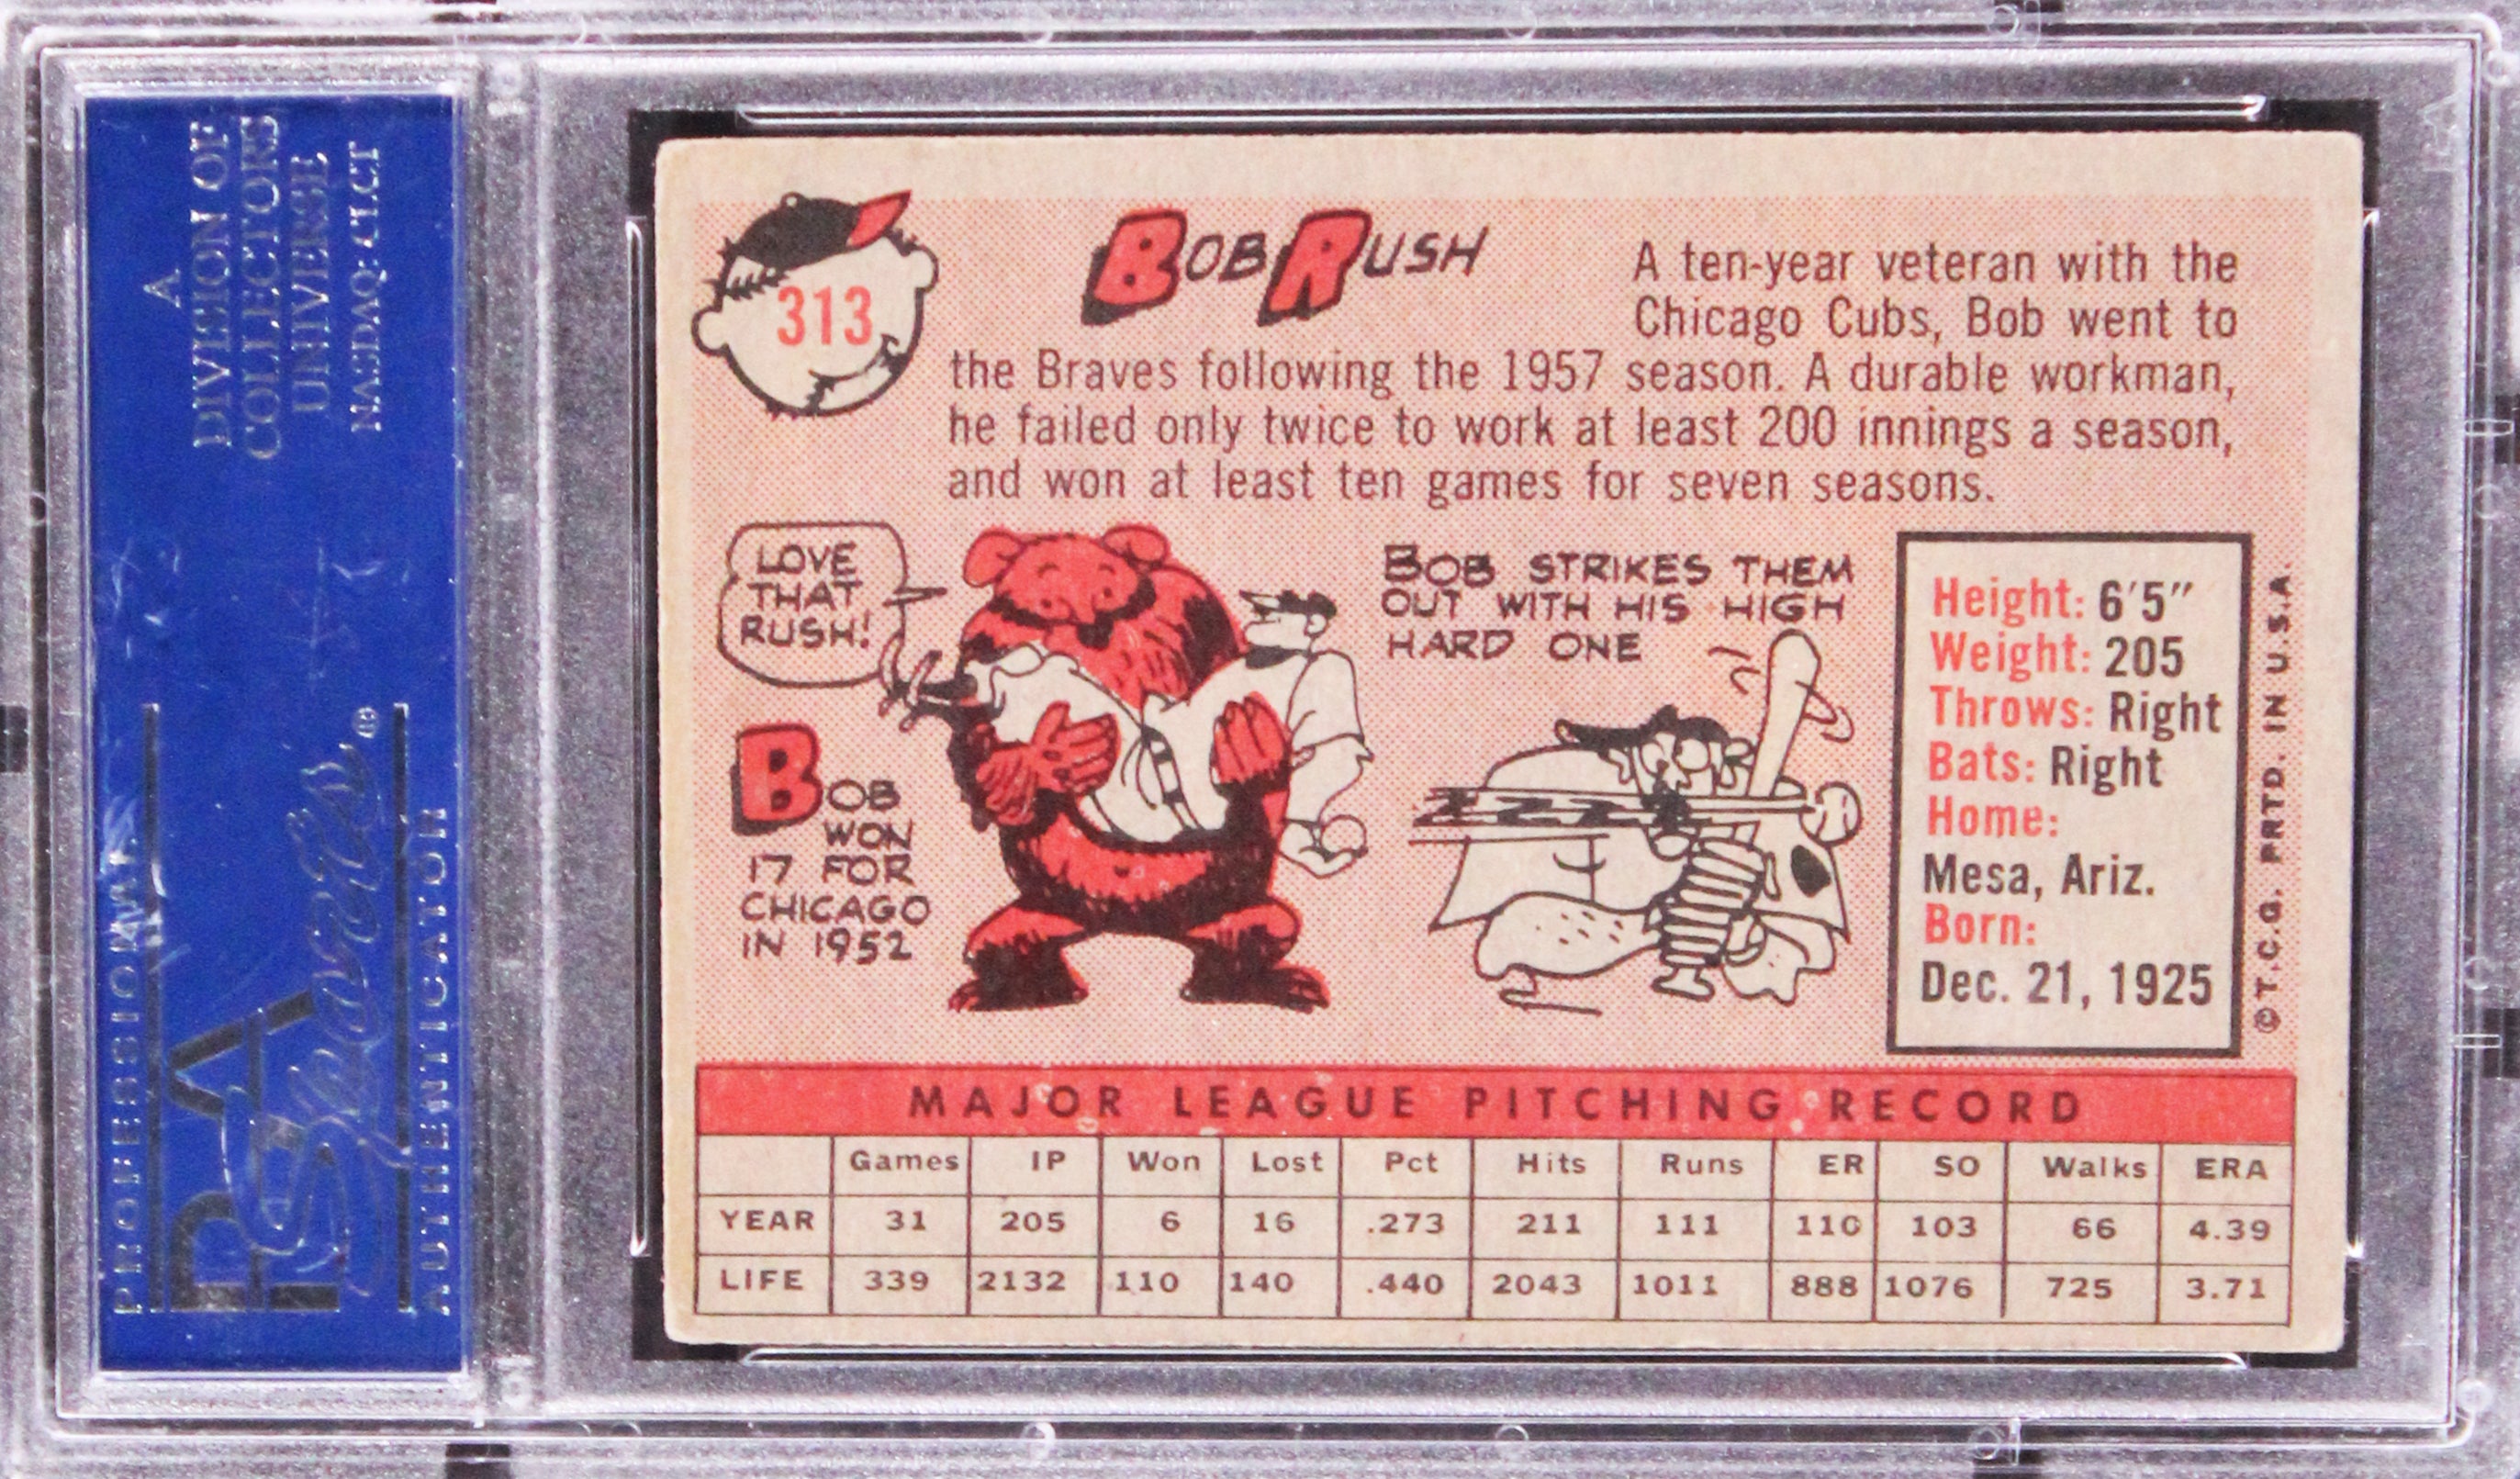 A
DIVISION OF
COLLECTORS
UNIVERSE
NASDAQ: CLCT
PROFESSIONAL
PSA
Sports®
AUTHENTICATOR
313
BOB RUSH
A ten-year veteran with the
Chicago Cubs, Bob went to
the Braves following the 1957 season. A durable workman,
he failed only twice to work at least 200 innings a season,
and won at least ten games for seven seasons.
LOVE
THAT
RUSH!
BOB
WON
17 FOR
CHICAGO
IN 1952
BOB STRIKES THEM
OUT WITH HIS HIGH
HARD ONE
Height: 6'5"
Weight: 205
Throws: Right
Bats: Right
Home:
Mesa, Ariz.
Born:
Dec. 21, 1925
© T.C.G. PRTD. IN U.S.A.
MAJOR LEAGUE PITCHING RECORD
Games IP Won Lost Pct Hits Runs ER SO Walks ERA
YEAR 31 205 6 16 .273 211 111 110 103 66 4.39
LIFE 339 2132 110 140 .440 2043 1011 888 1076 725 3.71